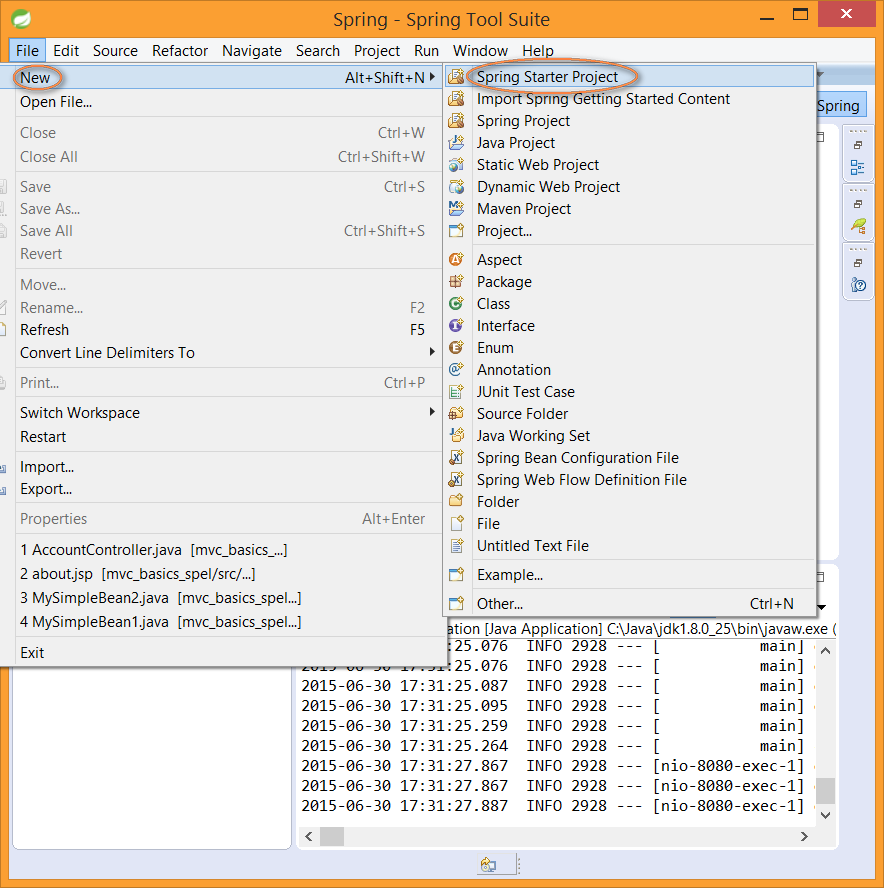 Spring - Spring Tool Suite
File Edit Source Refactor Navigate Search Project Run Window Help
New Alt+Shift+N
Open File...
Close Ctrl+W
Close All Ctrl+Shift+W
Save Ctrl+S
Save As...
Save All Ctrl+Shift+S
Revert
Move...
Rename... F2
Refresh F5
Convert Line Delimiters To
Print... Ctrl+P
Switch Workspace
Restart
Import...
Export...
Properties Alt+Enter
1 AccountController.java [mvc_basics_...]
2 about.jsp [mvc_basics_spel/src/...]
3 MySimpleBean2.java [mvc_basics_spel...]
4 MySimpleBean1.java [mvc_basics_spel...]
Exit
Spring Starter Project
Import Spring Getting Started Content
Spring Project
Java Project
Static Web Project
Dynamic Web Project
Maven Project
Project...
Aspect
Package
Class
Interface
Enum
Annotation
JUnit Test Case
Source Folder
Java Working Set
Spring Bean Configuration File
Spring Web Flow Definition File
Folder
File
Untitled Text File
Example...
Other... Ctrl+N
Spring
ation [Java Application] C:\Java\jdk1.8.0_25\bin\javaw.exe (
25.076 INFO 2928 --- [ main]
2015-06-30 17:31:25.076 INFO 2928 --- [ main]
2015-06-30 17:31:25.087 INFO 2928 --- [ main]
2015-06-30 17:31:25.095 INFO 2928 --- [ main]
2015-06-30 17:31:25.259 INFO 2928 --- [ main]
2015-06-30 17:31:25.264 INFO 2928 --- [ main]
2015-06-30 17:31:27.867 INFO 2928 --- [nio-8080-exec-1]
2015-06-30 17:31:27.867 INFO 2928 --- [nio-8080-exec-1]
2015-06-30 17:31:27.887 INFO 2928 --- [nio-8080-exec-1]